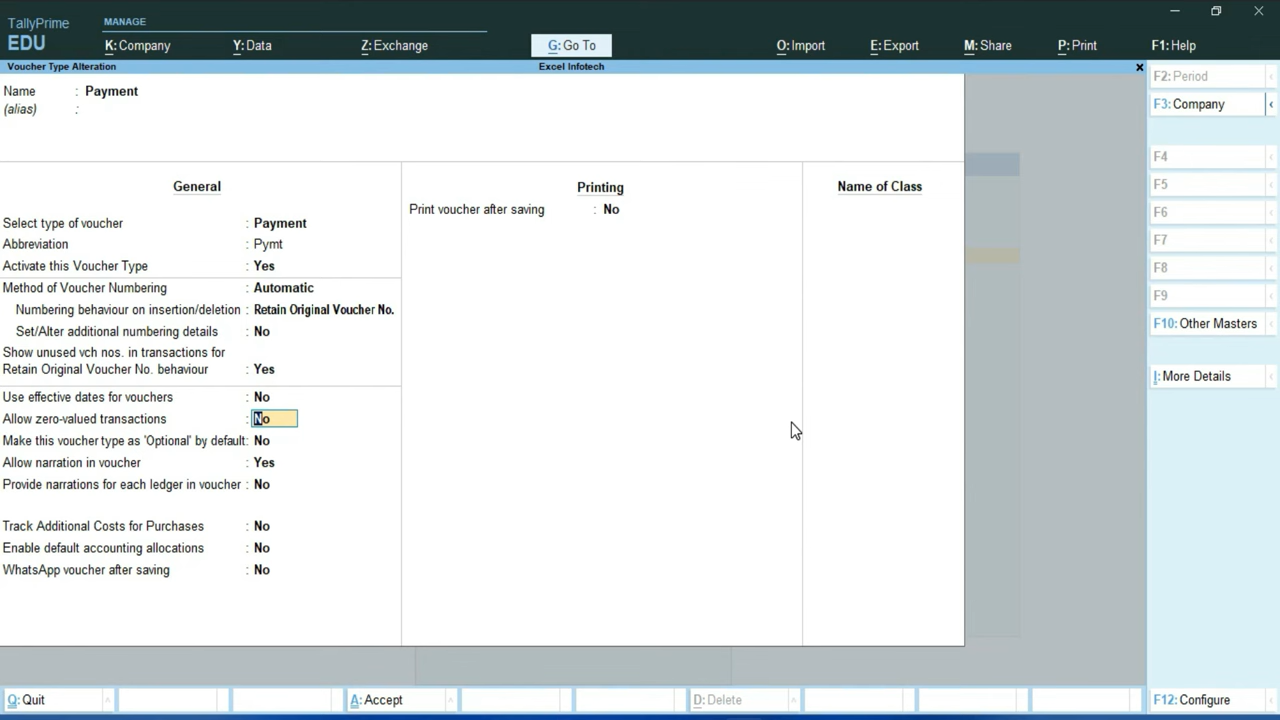 TallyPrime
EDU
MANAGE
K: Company
Y: Data
Z: Exchange
G: Go To
O: Import
E: Export
M: Share
P: Print
F1: Help
Voucher Type Alteration
Excel Infotech
Name : Payment
(alias) :
General
Select type of voucher : Payment
Abbreviation : Pymt
Activate this Voucher Type : Yes
Method of Voucher Numbering : Automatic
Numbering behaviour on insertion/deletion : Retain Original Voucher No.
Set/Alter additional numbering details : No
Show unused vch nos. in transactions for
Retain Original Voucher No. behaviour : Yes
Use effective dates for vouchers : No
Allow zero-valued transactions : No
Make this voucher type as 'Optional' by default : No
Allow narration in voucher : Yes
Provide narrations for each ledger in voucher : No
Track Additional Costs for Purchases : No
Enable default accounting allocations : No
WhatsApp voucher after saving : No
Printing
Print voucher after saving : No
Name of Class
F2: Period
F3: Company
F4
F5
F6
F7
F8
F9
F10: Other Masters
I: More Details
Q: Quit
A: Accept
D: Delete
F12: Configure